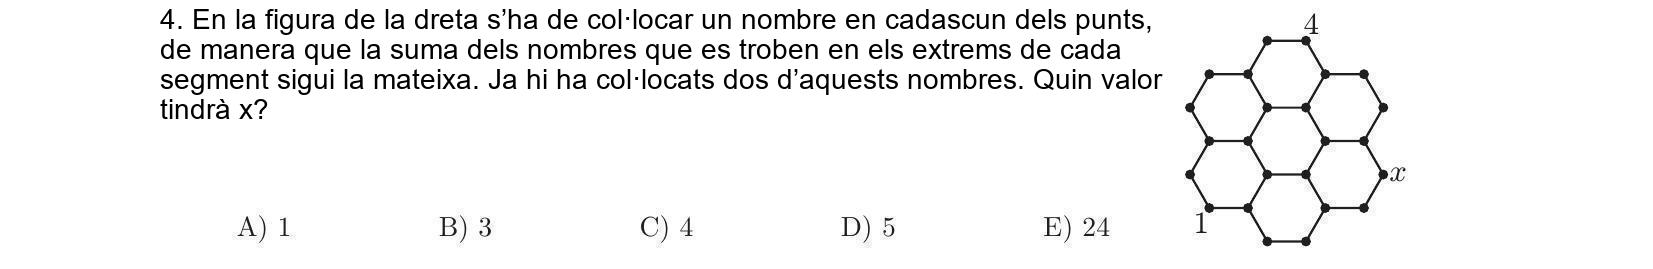 4. En la figura de la dreta s’ha de col·locar un nombre en cadascun dels punts,
de manera que la suma dels nombres que es troben en els extrems de cada
segment sigui la mateixa. Ja hi ha col·locats dos d’aquests nombres. Quin valor
tindrà x?
4
x
1
A) 1 B) 3 C) 4 D) 5 E) 24